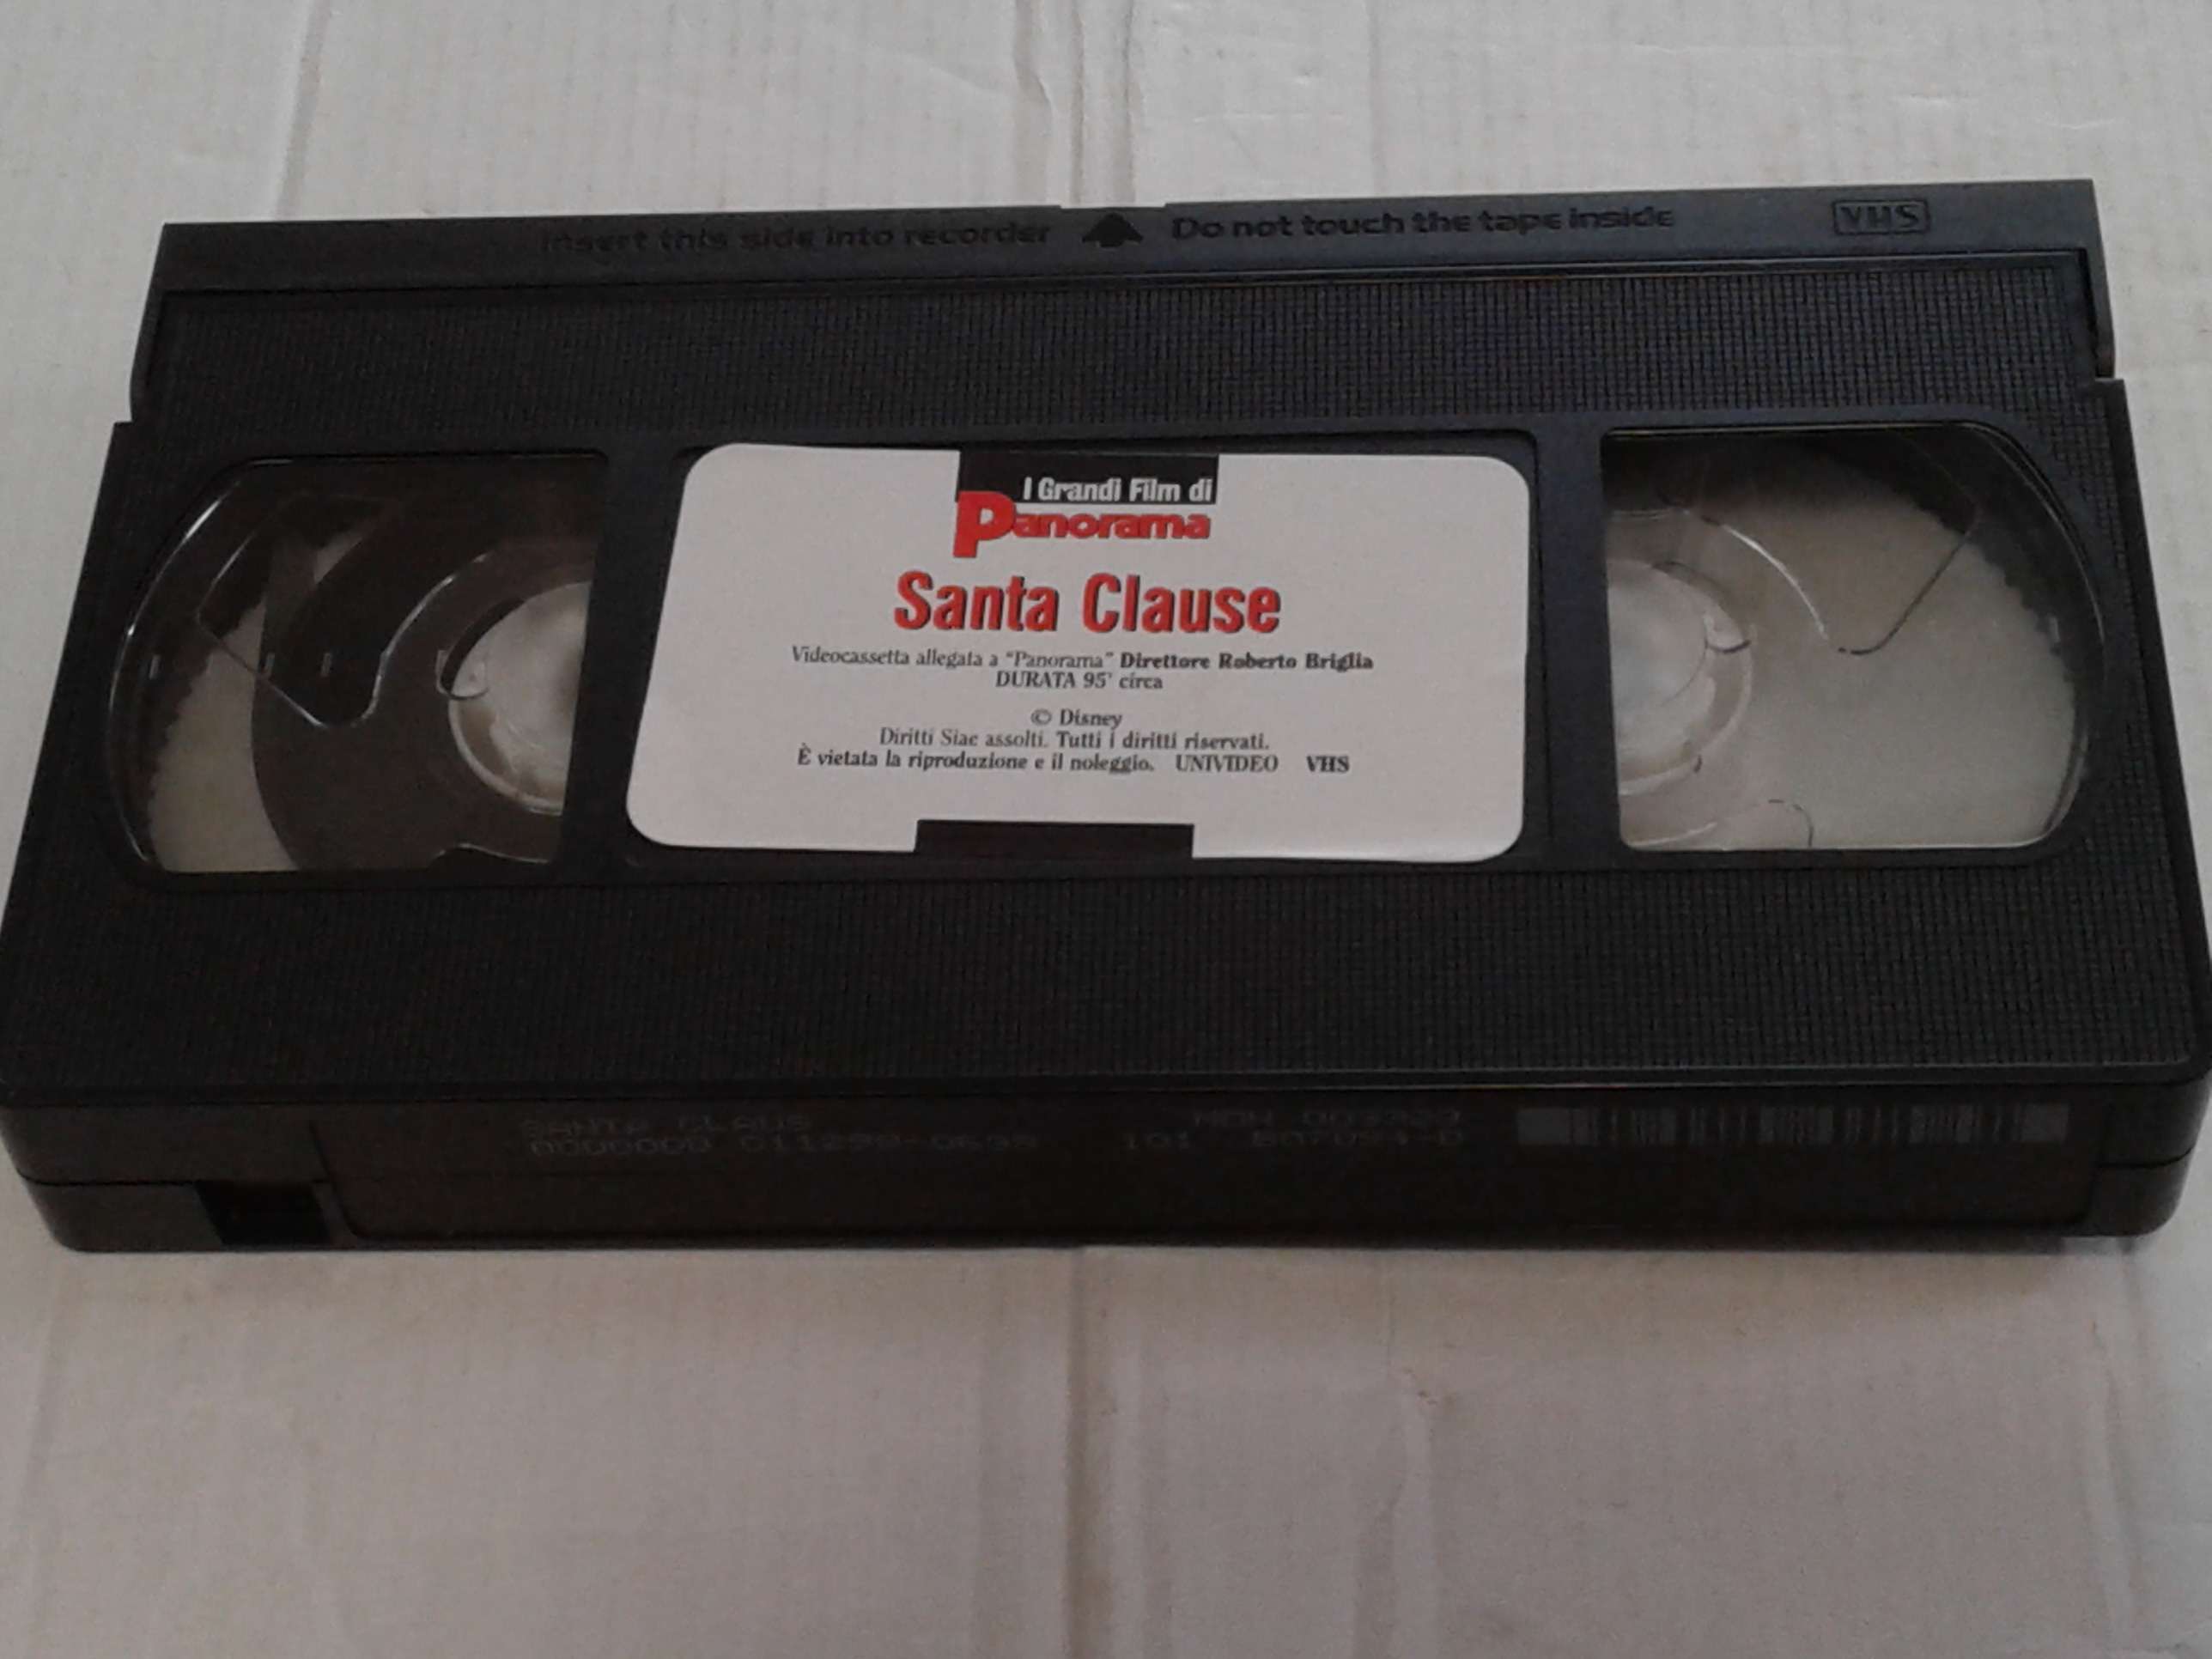 Insert this side into recorder Do not touch the tape inside VHS
I Grandi Film di
Panorama
Santa Clause
Videocassetta allegata a "Panorama" Direttore Roberto Briglia
DURATA 95' circa
© Disney
Diritti Siae assolti. Tutti i diritti riservati.
È vietata la riproduzione e il noleggio. UNIVIDEO VHS
SANTA CLAUS